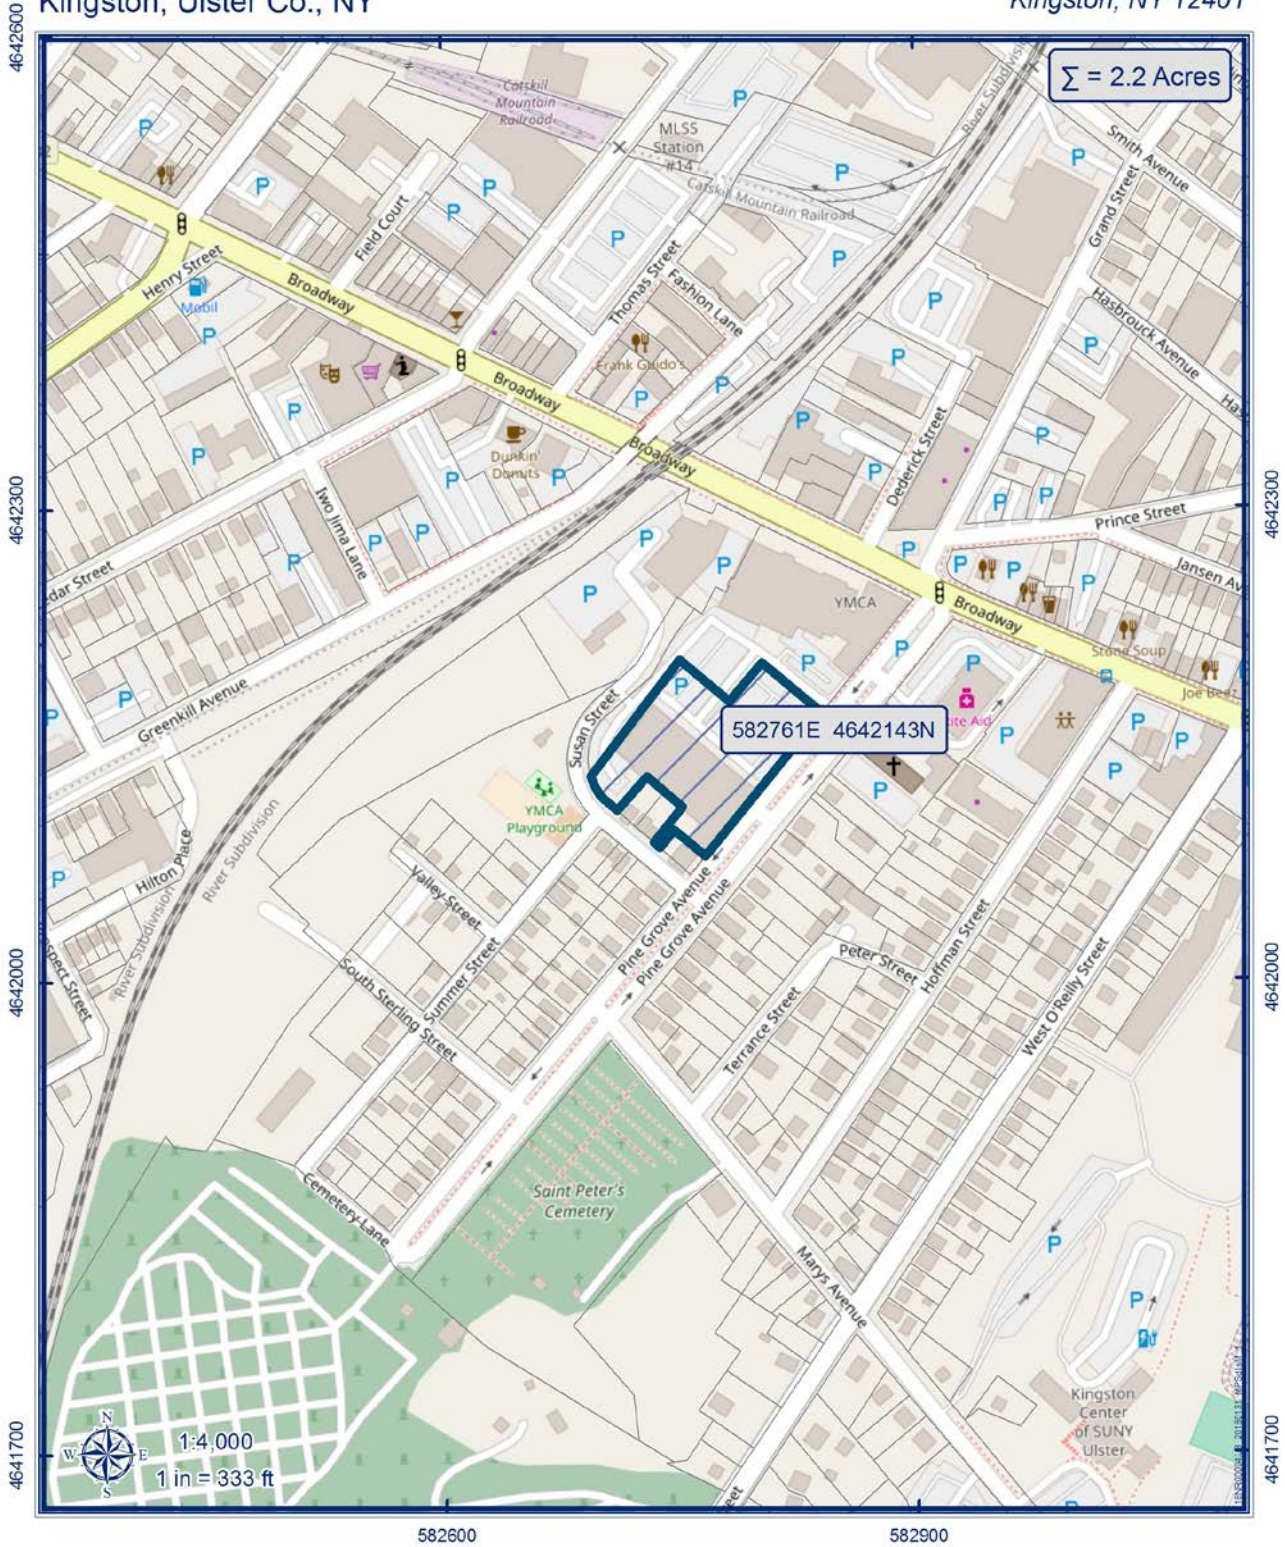 Kingston, Ulster Co., NY
Kingston, NY 12401
4642600
Σ = 2.2 Acres
Catskill
Mountain
Railroad
River Subdivision
MLSS
Station
#14
Catskill Mountain Railroad
Smith Avenue
Grand Street
P
P
P
P
P
P
P
P
P
Field Court
Henry Street
Mobil
P
Broadway
Thomas Street
Fashion Lane
Frank Guido's
P
P
P
P
Hasbrouck Avenue
Has
Broadway
Dunkin'
Donuts
Broadway
P
P
P
P
P
P
P
Dederick Street
P
P
P
4642300
4642300
Iwo Jima Lane
Prince Street
Jansen Av
P
P
P
P
P
P
P
P
P
P
dar Street
YMCA
Broadway
Stone Soup
Joe Beez
P
P
P
P
Greenkill Avenue
P
P
Susan Street
582761E 4642143N
ite Aid
P
P
P
P
P
YMCA
Playground
River Subdivision
Hilton Place
P
Valley Street
Pine Grove Avenue
Pine Grove Avenue
River Subdivision
spect Street
South Sterling Street
Summer Street
Peter Street
Hoffman Street
Terrance Street
West O'Reilly Street
4642000
4642000
Cemetery Lane
Saint Peter's
Cemetery
Marys Avenue
P
P
Kingston
Center
of SUNY
Ulster
P
N
W E
S
1:4,000
1 in = 333 ft
eet
4641700
4641700
582600
582900